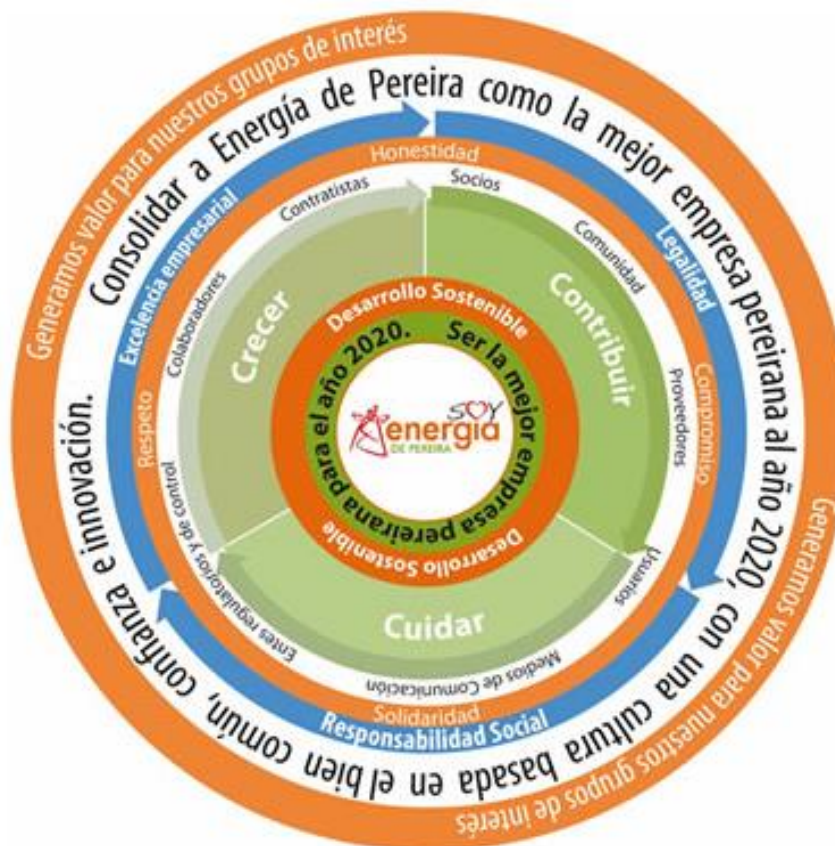 Generamos valor para nuestros grupos de interés
Generamos valor para nuestros grupos de interés
Consolidar a Energía de Pereira como la mejor empresa pereirana al año 2020, con una cultura basada en el bien común, confianza e innovación.
Excelencia empresarial
Legalidad
Responsabilidad Social
Honestidad
Compromiso
Solidaridad
Respeto
Socios
Comunidad
Proveedores
Usuarios
Medios de Comunicación
Entes regulatorios y de control
Colaboradores
Contratistas
Crecer
Contribuir
Cuidar
Desarrollo Sostenible
Desarrollo Sostenible
Ser la mejor empresa pereirana para el año 2020.
SOY
energía
DE PEREIRA